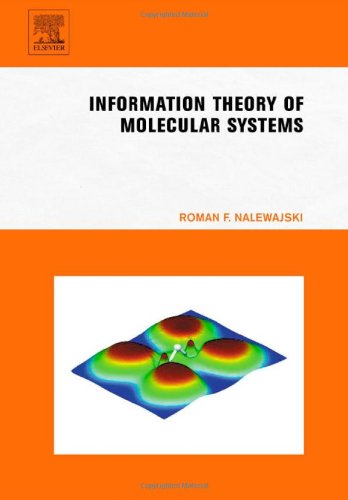 ELSEVIER
INFORMATION THEORY OF
MOLECULAR SYSTEMS
ROMAN F. NALEWAJSKI